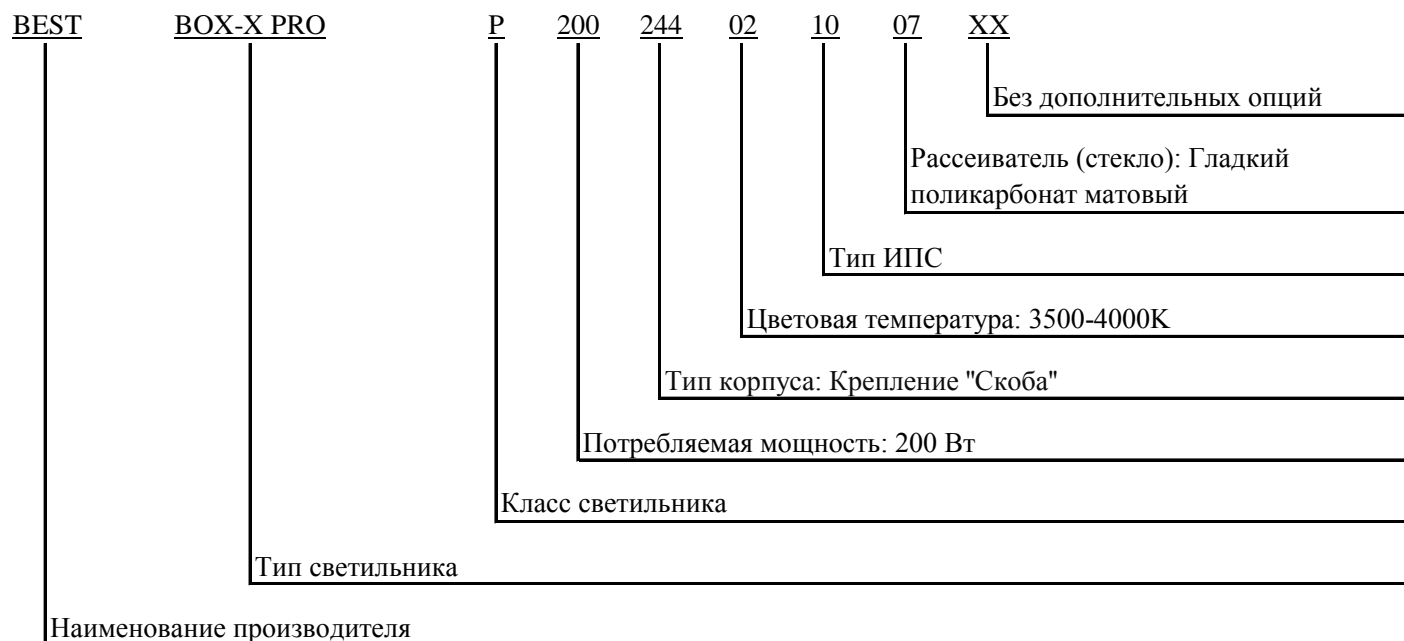 BEST BOX-X PRO P 200 244 02 10 07 XX
Без дополнительных опций
Рассеиватель (стекло): Гладкий
поликарбонат матовый
Тип ИПС
Цветовая температура: 3500-4000К
Тип корпуса: Крепление "Скоба"
Потребляемая мощность: 200 Вт
Класс светильника
Тип светильника
Наименование производителя